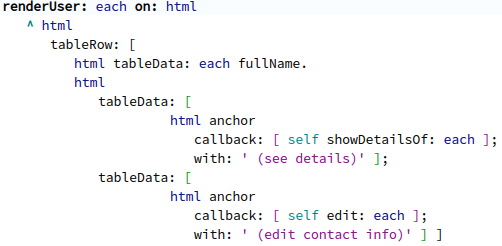 renderUser: each on: html
^ html
tableRow: [
html tableData: each fullName.
html
tableData: [
html anchor
callback: [ self showDetailsOf: each ];
with: ' (see details)' ];
tableData: [
html anchor
callback: [ self edit: each ];
with: ' (edit contact info)' ] ]